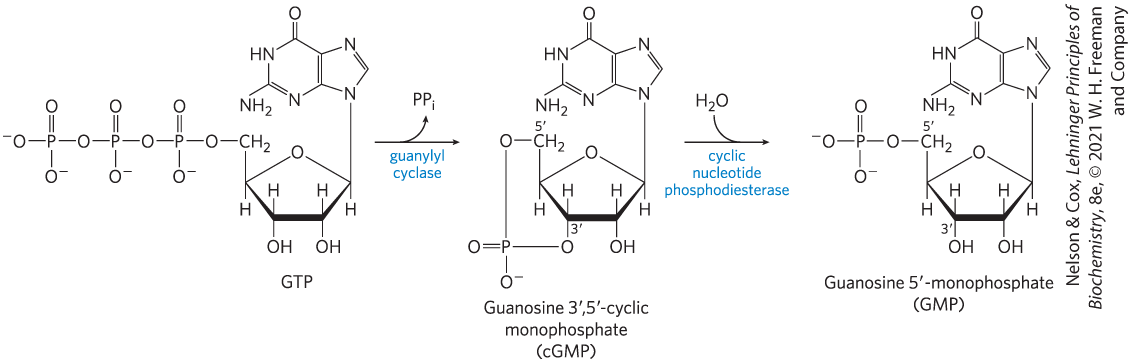 O
HN
N
NH₂
N
N
O
O
O
⁻O—P—O—P—O—P—O—CH₂
O⁻
O⁻
O⁻
O
H
H
H
H
OH
OH
GTP
PPᵢ
guanylyl
cyclase
O
HN
N
NH₂
N
N
5′
O—CH₂
O
H
H
H
H
3′
O=P—O
OH
O⁻
Guanosine 3′,5′-cyclic
monophosphate
(cGMP)
H₂O
cyclic
nucleotide
phosphodiesterase
O
HN
N
NH₂
N
N
O
5′
⁻O—P—O—CH₂
O⁻
O
H
H
H
H
3′
OH
OH
Guanosine 5′-monophosphate
(GMP)
Nelson & Cox, Lehninger Principles of
Biochemistry, 8e, © 2021 W. H. Freeman
and Company